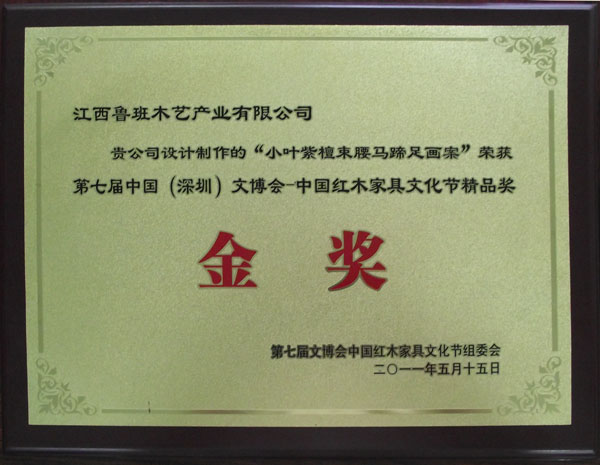 江西鲁班木艺产业有限公司
贵公司设计制作的“小叶紫檀束腰马蹄足画案”荣获
第七届中国(深圳)文博会-中国红木家具文化节精品奖
金 奖
第七届文博会中国红木家具文化节组委会
二〇一一年五月十五日